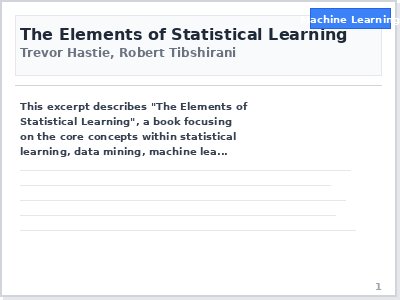 achine Learning
The Elements of Statistical Learning
Trevor Hastie, Robert Tibshirani
This excerpt describes "The Elements of
Statistical Learning", a book focusing
on the core concepts within statistical
learning, data mining, machine lea...
1